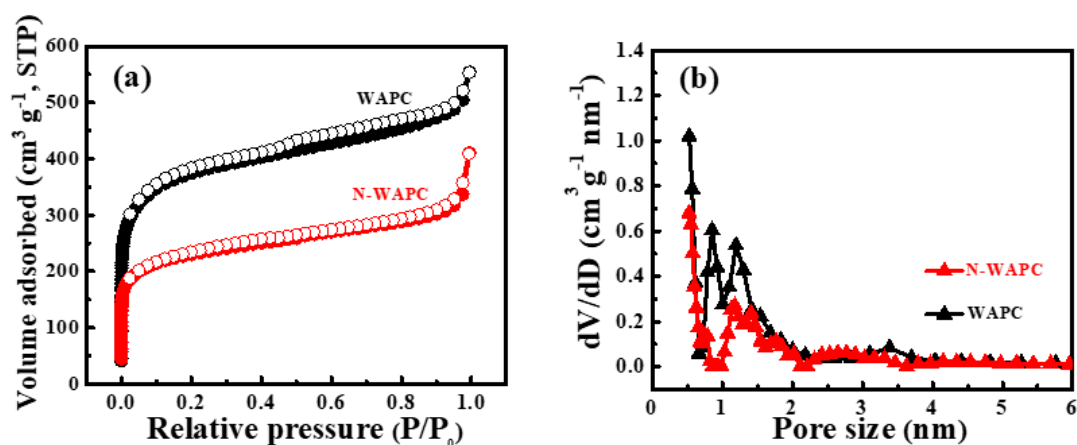 (a)
WAPC
N-WAPC
Volume adsorbed (cm³ g⁻¹, STP)
600
500
400
300
200
100
0
0.0 0.2 0.4 0.6 0.8 1.0
Relative pressure (P/P₀)
(b)
N-WAPC
WAPC
dV/dD (cm³ g⁻¹ nm⁻¹)
1.4
1.2
1.0
0.8
0.6
0.4
0.2
0.0
0 1 2 3 4 5 6
Pore size (nm)